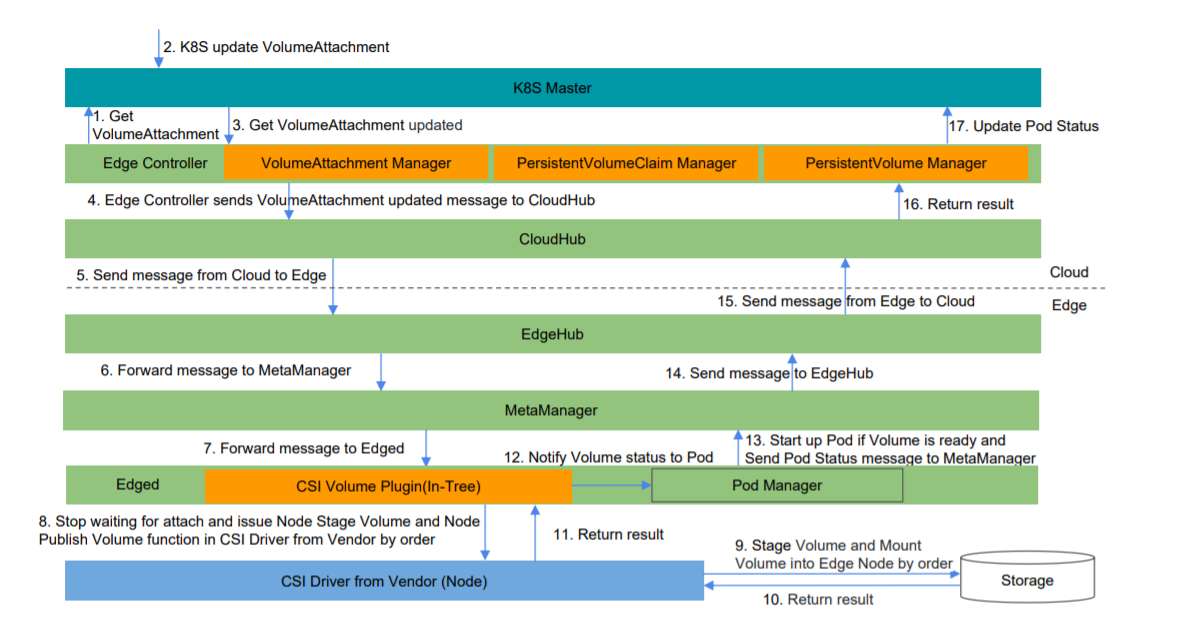 2. K8S update VolumeAttachment
K8S Master
1. Get
VolumeAttachment
3. Get VolumeAttachment updated
17. Update Pod Status
Edge Controller
VolumeAttachment Manager
PersistentVolumeClaim Manager
PersistentVolume Manager
4. Edge Controller sends VolumeAttachment updated message to CloudHub
16. Return result
CloudHub
5. Send message from Cloud to Edge
Cloud
15. Send message from Edge to Cloud
Edge
EdgeHub
6. Forward message to MetaManager
14. Send message to EdgeHub
MetaManager
7. Forward message to Edged
12. Notify Volume status to Pod
13. Start up Pod if Volume is ready and
Send Pod Status message to MetaManager
Edged
CSI Volume Plugin(In-Tree)
Pod Manager
8. Stop waiting for attach and issue Node Stage Volume and Node
Publish Volume function in CSI Driver from Vendor by order
11. Return result
9. Stage Volume and Mount
Volume into Edge Node by order
CSI Driver from Vendor (Node)
Storage
10. Return result